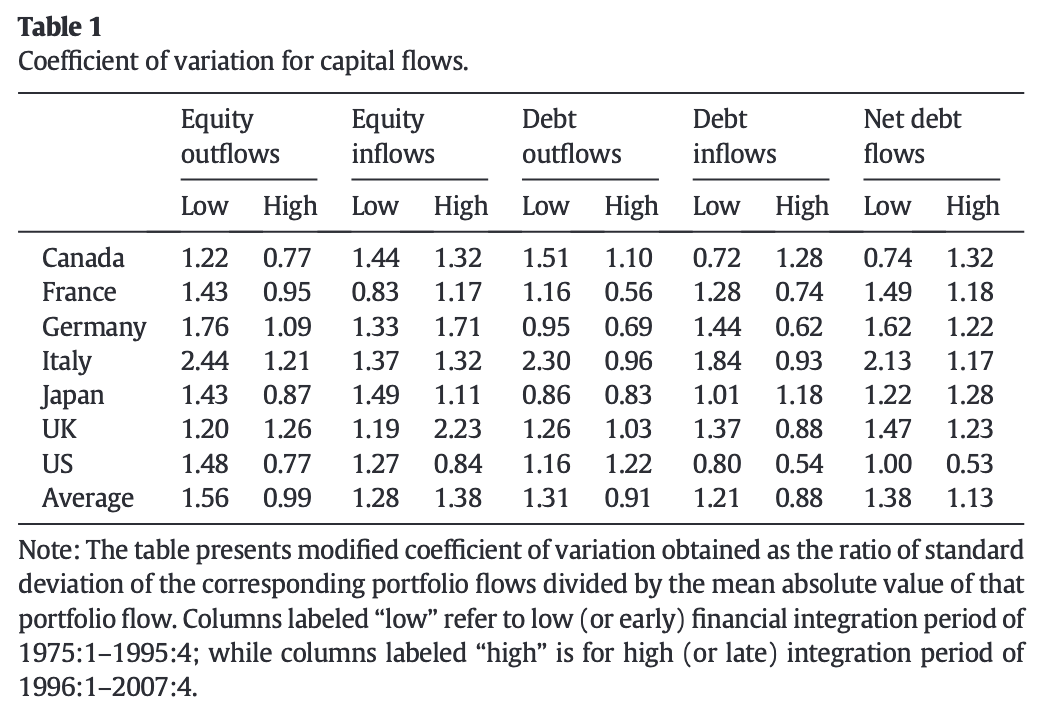 Table 1
Coefficient of variation for capital flows.
Equity outflows Equity inflows Debt outflows Debt inflows Net debt flows
Low High Low High Low High Low High Low High
Canada 1.22 0.77 1.44 1.32 1.51 1.10 0.72 1.28 0.74 1.32
France 1.43 0.95 0.83 1.17 1.16 0.56 1.28 0.74 1.49 1.18
Germany 1.76 1.09 1.33 1.71 0.95 0.69 1.44 0.62 1.62 1.22
Italy 2.44 1.21 1.37 1.32 2.30 0.96 1.84 0.93 2.13 1.17
Japan 1.43 0.87 1.49 1.11 0.86 0.83 1.01 1.18 1.22 1.28
UK 1.20 1.26 1.19 2.23 1.26 1.03 1.37 0.88 1.47 1.23
US 1.48 0.77 1.27 0.84 1.16 1.22 0.80 0.54 1.00 0.53
Average 1.56 0.99 1.28 1.38 1.31 0.91 1.21 0.88 1.38 1.13
Note: The table presents modified coefficient of variation obtained as the ratio of standard
deviation of the corresponding portfolio flows divided by the mean absolute value of that
portfolio flow. Columns labeled “low” refer to low (or early) financial integration period of
1975:1–1995:4; while columns labeled “high” is for high (or late) integration period of
1996:1–2007:4.